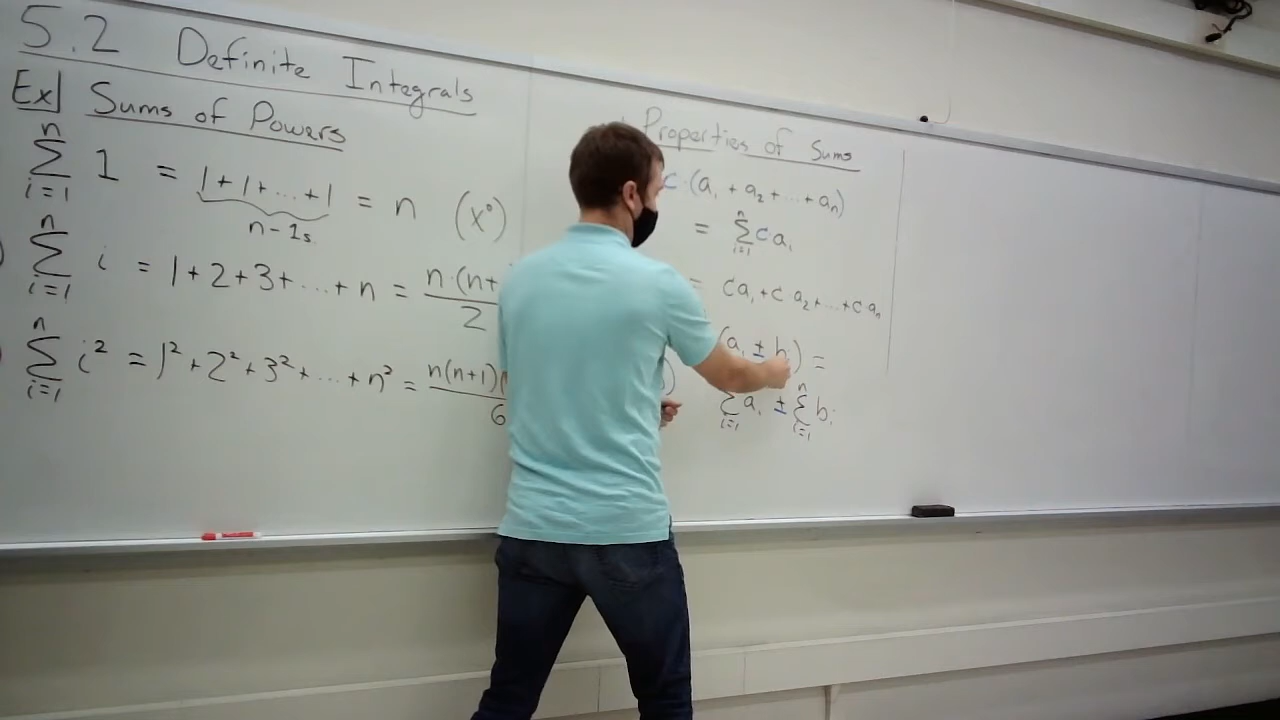 5.2 Definite Integrals
Ex| Sums of Powers
n
∑ 1 = 1+1+...+1 = n (x⁰)
i=1
n-1s
n
∑ i = 1+2+3+...+n = n·(n+
i=1
2
n
∑ i² = 1²+2²+3²+...+n² = n(n+1)(
i=1
6
Properties of Sums
c·(a₁ + a₂ + ... + aₙ)
n
= ∑ c aᵢ
i=1
= ca₁+c·a₂+...+c·aₙ
(aᵢ ± bᵢ) =
n
∑ aᵢ ± ∑ bᵢ
i=1 i=1